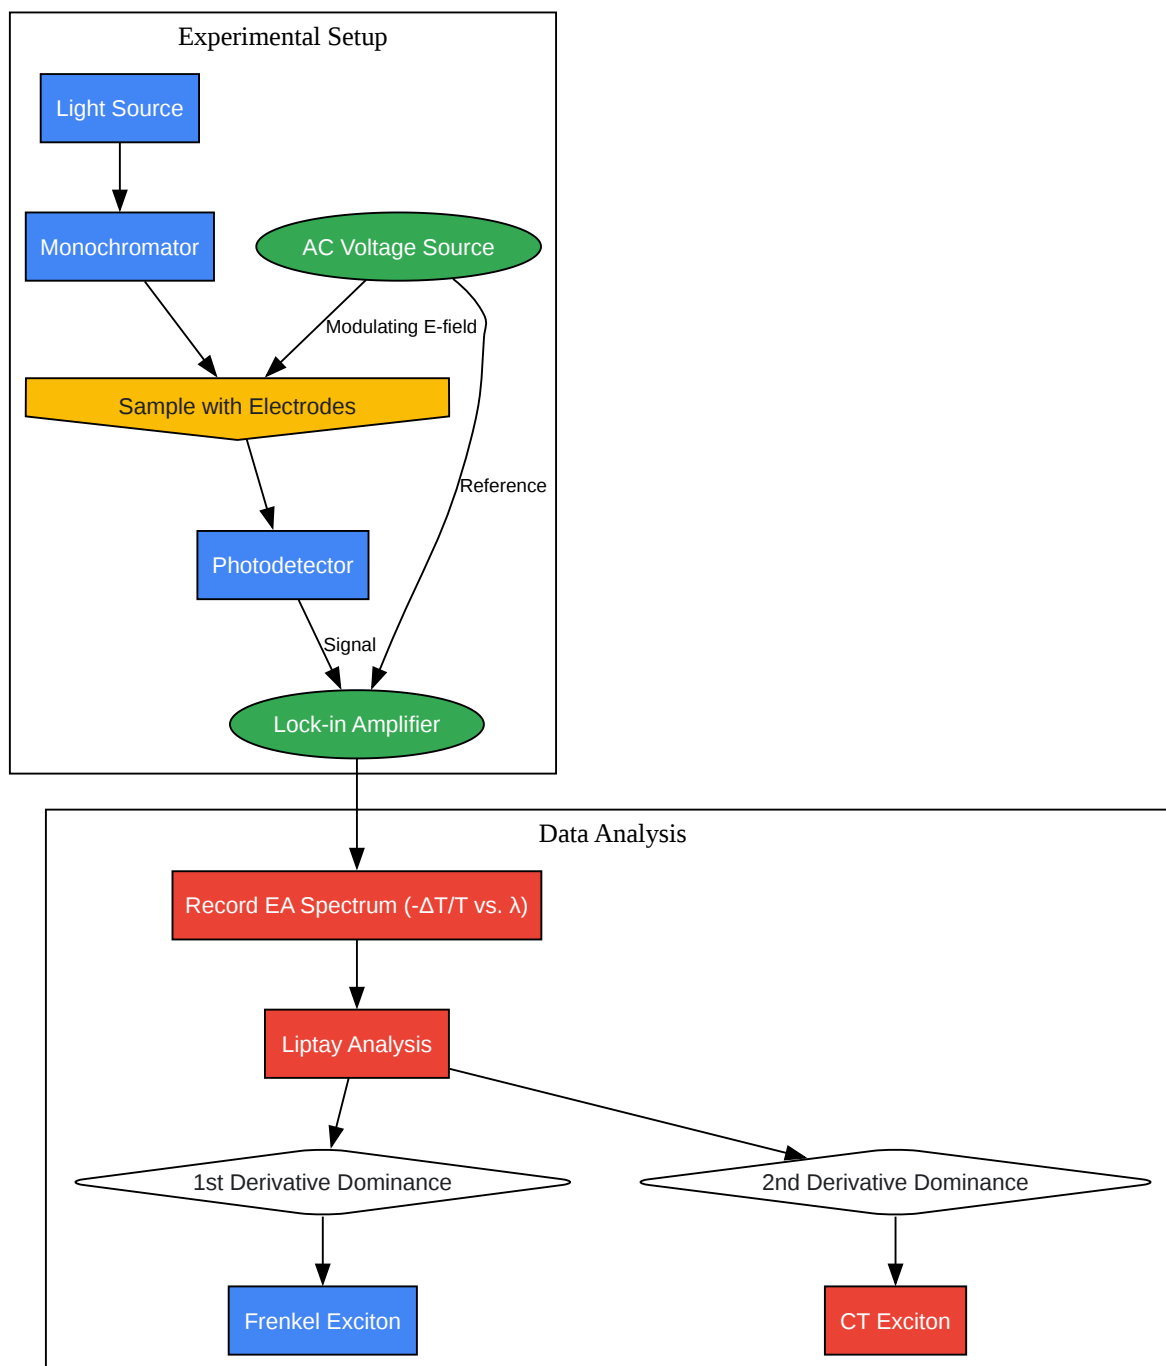 Experimental Setup
Light Source
Monochromator
AC Voltage Source
Modulating E-field
Sample with Electrodes
Reference
Photodetector
Signal
Lock-in Amplifier
Data Analysis
Record EA Spectrum (-ΔT/T vs. λ)
Liptay Analysis
1st Derivative Dominance
2nd Derivative Dominance
Frenkel Exciton
CT Exciton